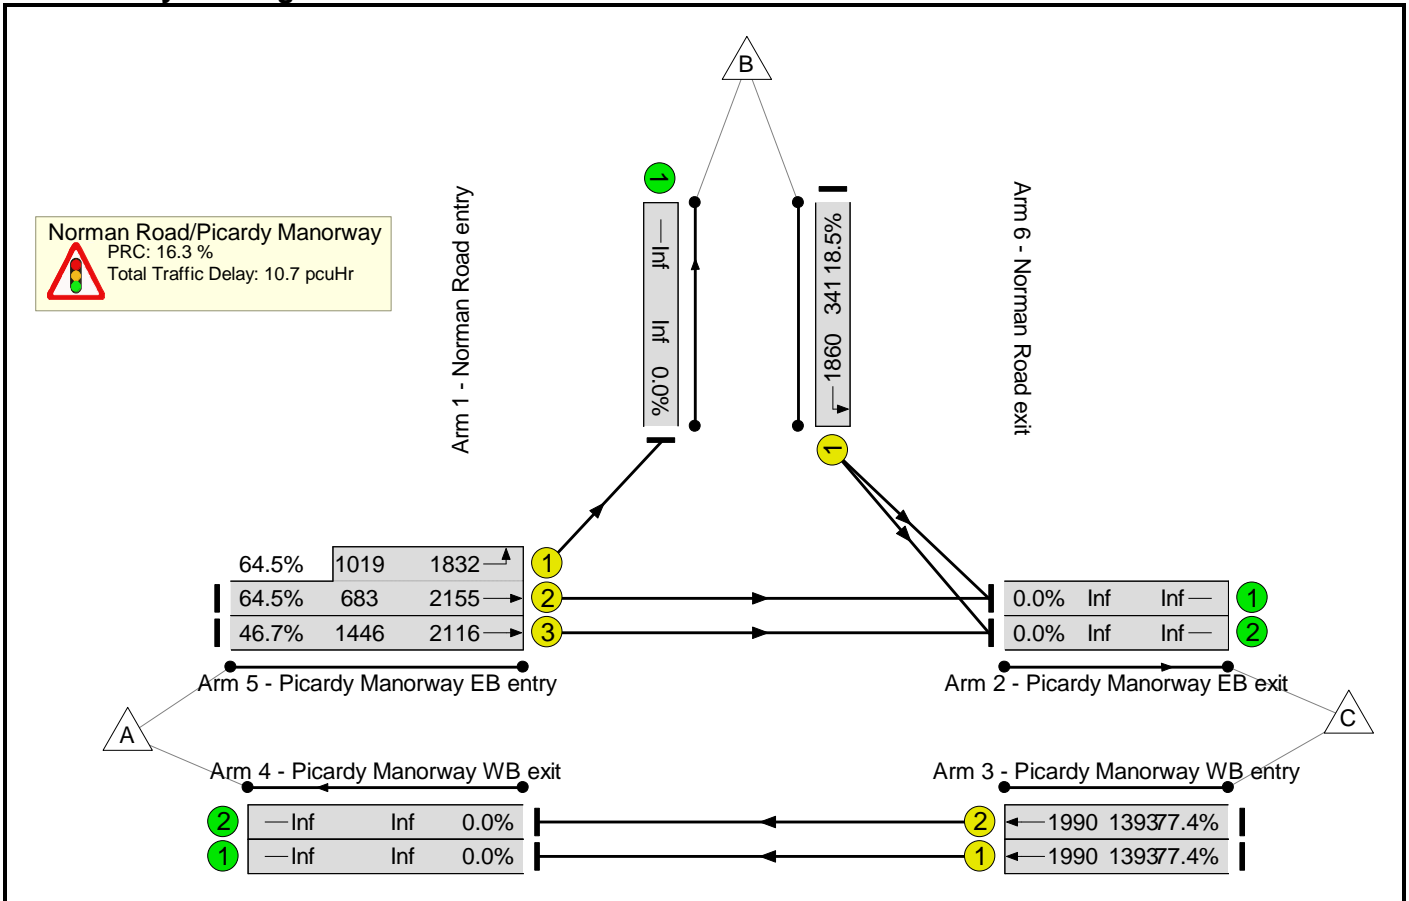 B
Norman Road/Picardy Manorway
PRC: 16.3 %
Total Traffic Delay: 10.7 pcuHr
Arm 1 - Norman Road entry
1
Inf Inf 0.0%
1860 341 18.5%
1
Arm 6 - Norman Road exit
64.5% 1019 1832 1
64.5% 683 2155 2
46.7% 1446 2116 3
0.0% Inf Inf 1
0.0% Inf Inf 2
Arm 5 - Picardy Manorway EB entry
Arm 2 - Picardy Manorway EB exit
A
C
Arm 4 - Picardy Manorway WB exit
Arm 3 - Picardy Manorway WB entry
2 Inf Inf 0.0%
1 Inf Inf 0.0%
2 1990 1393 77.4%
1 1990 1393 77.4%